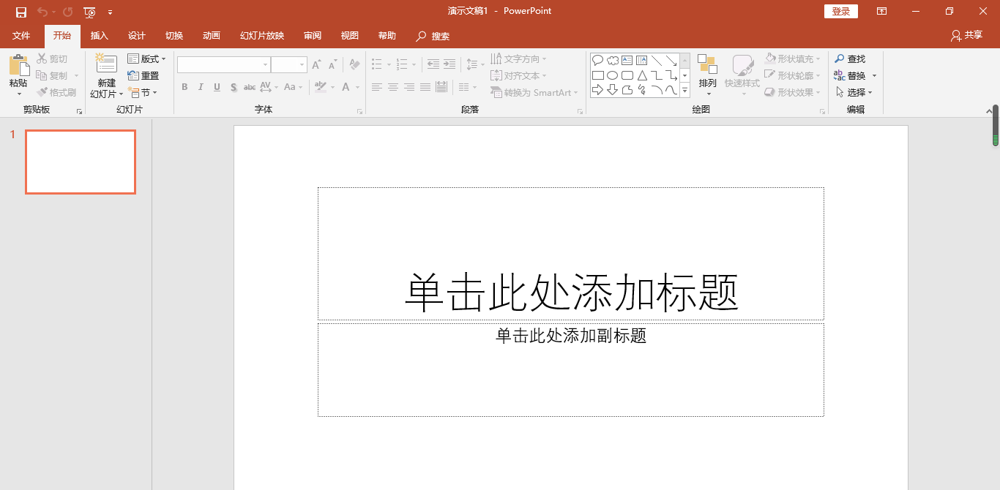 演示文稿1 - PowerPoint
登录
文件 开始 插入 设计 切换 动画 幻灯片放映 审阅 视图 帮助 搜索 共享
粘贴 剪切 复制 格式刷
剪贴板
新建 幻灯片 版式 重置 节
幻灯片
B I U S abc AV Aa A
字体
文字方向
对齐文本
转换为 SmartArt
段落
排列 快速样式
形状填充
形状轮廓
形状效果
绘图
查找
替换
选择
编辑
1
单击此处添加标题
单击此处添加副标题